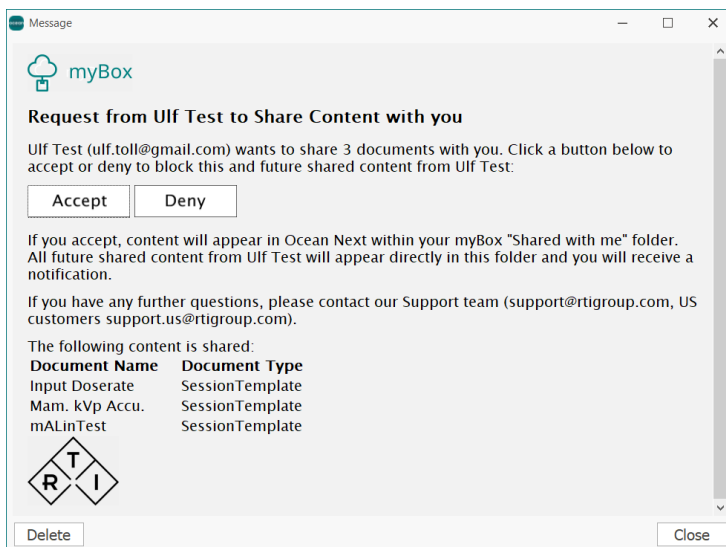 ocean Message
myBox
Request from Ulf Test to Share Content with you
Ulf Test (ulf.toll@gmail.com) wants to share 3 documents with you. Click a button below to
accept or deny to block this and future shared content from Ulf Test:
Accept Deny
If you accept, content will appear in Ocean Next within your myBox "Shared with me" folder.
All future shared content from Ulf Test will appear directly in this folder and you will receive a
notification.
If you have any further questions, please contact our Support team (support@rtigroup.com, US
customers support.us@rtigroup.com).
The following content is shared:
Document Name Document Type
Input Doserate SessionTemplate
Mam. kVp Accu. SessionTemplate
mALinTest SessionTemplate
R T I
Delete Close